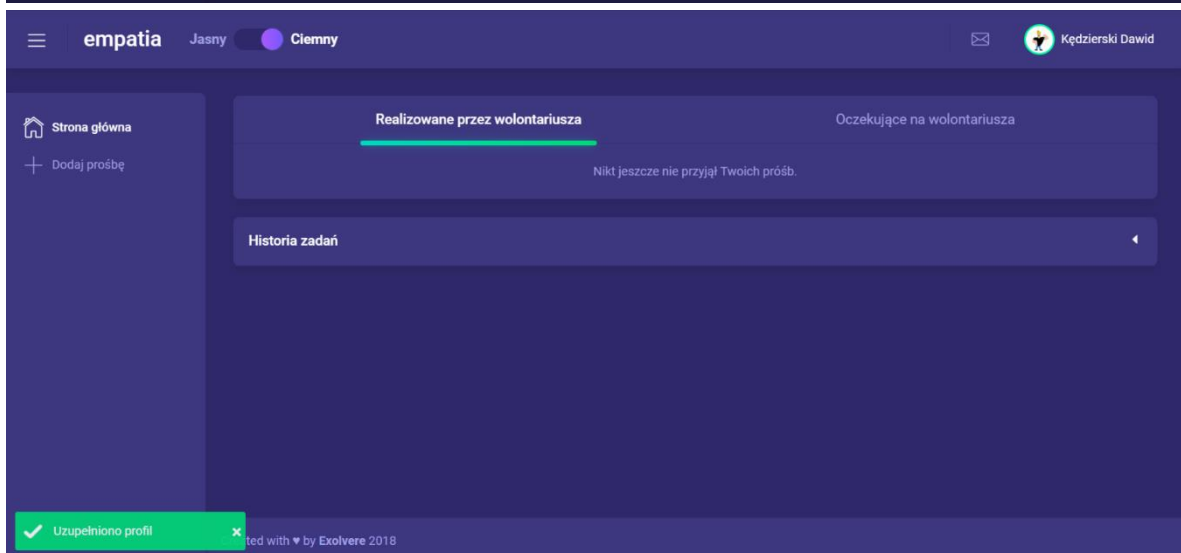 empatia Jasny Ciemny Kędzierski Dawid
Strona główna
Dodaj prośbę
Realizowane przez wolontariusza Oczekujące na wolontariusza
Nikt jeszcze nie przyjął Twoich próśb.
Historia zadań
Uzupełniono profil
with ♥ by Exolvere 2018